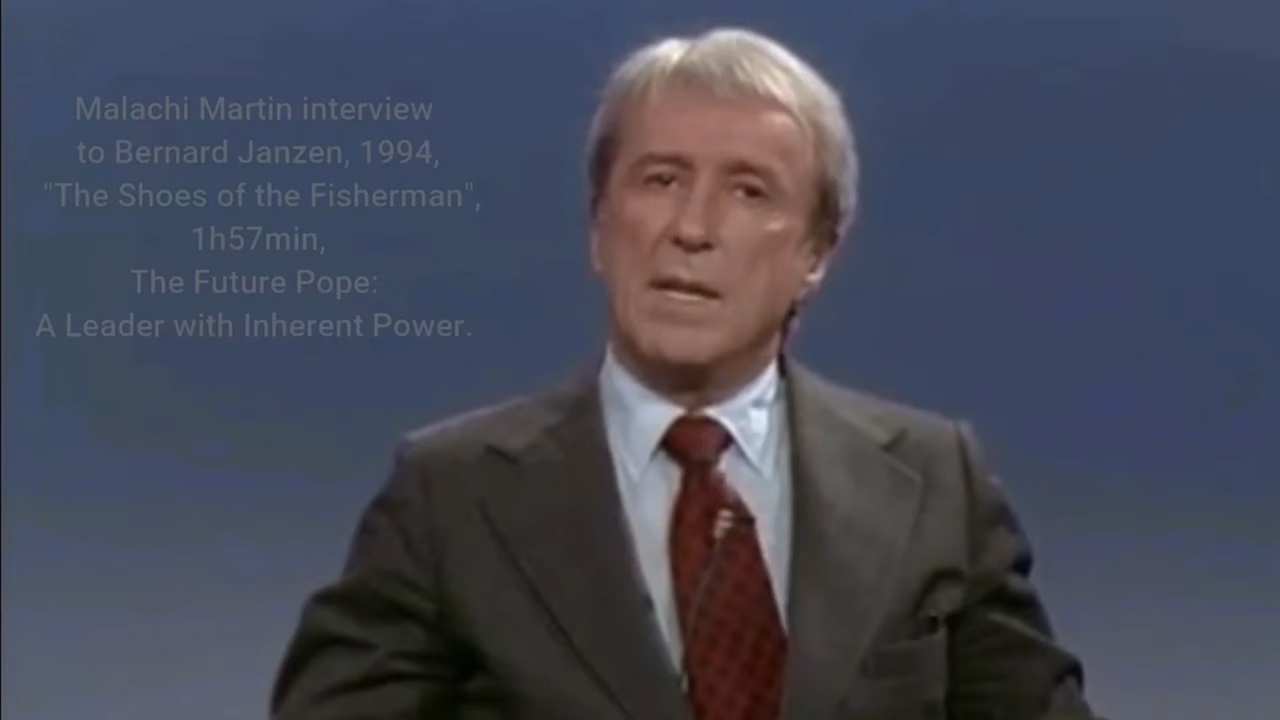 Malachi Martin interview
to Bernard Janzen, 1994,
"The Shoes of the Fisherman",
1h57min,
The Future Pope:
A Leader with Inherent Power.